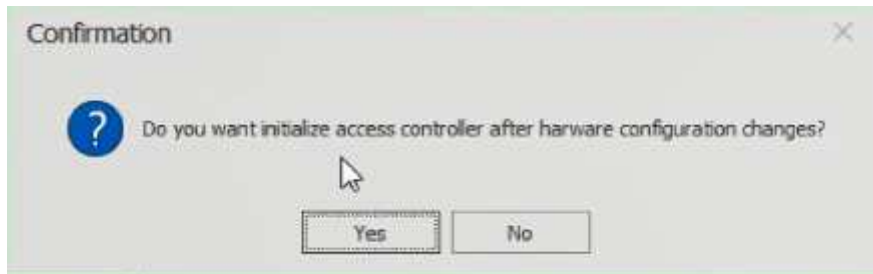 Confirmation
Do you want initialize access controller after harware configuration changes?
Yes
No